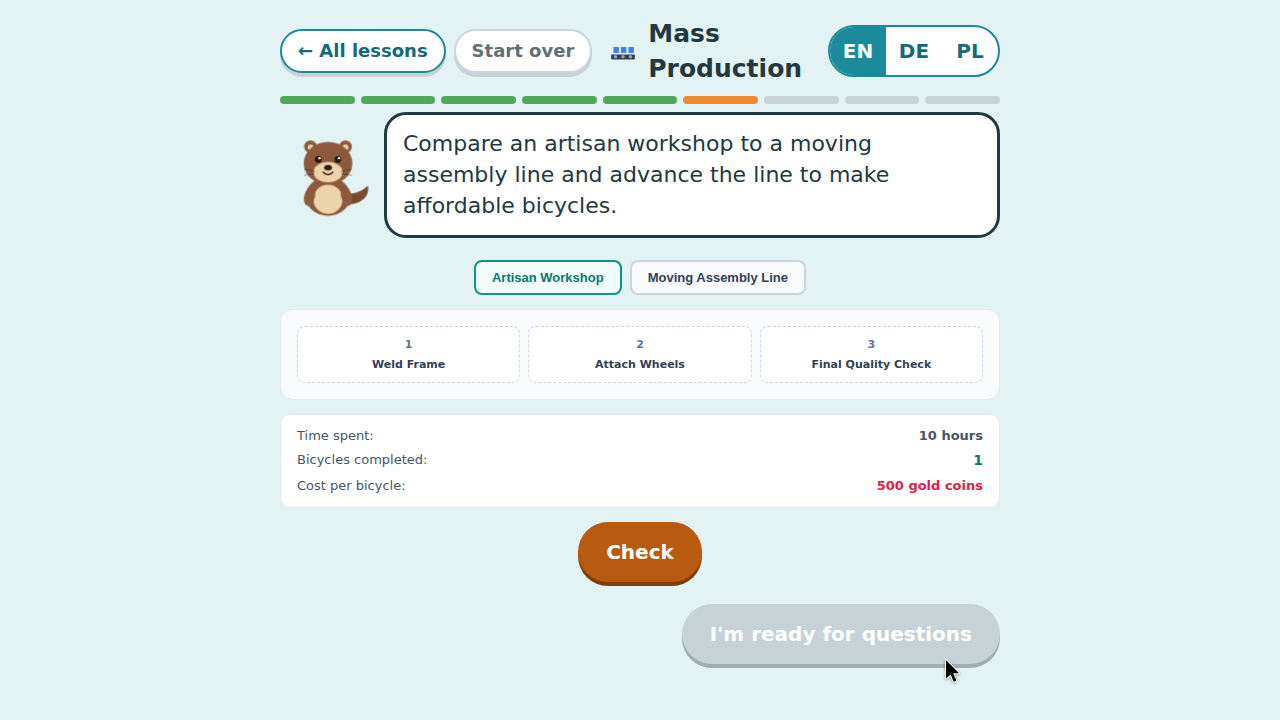 ← All lessons
Start over
Mass
Production
EN DE PL
Compare an artisan workshop to a moving
assembly line and advance the line to make
affordable bicycles.
Artisan Workshop
Moving Assembly Line
1
Weld Frame
2
Attach Wheels
3
Final Quality Check
Time spent: 10 hours
Bicycles completed: 1
Cost per bicycle: 500 gold coins
Check
I'm ready for questions